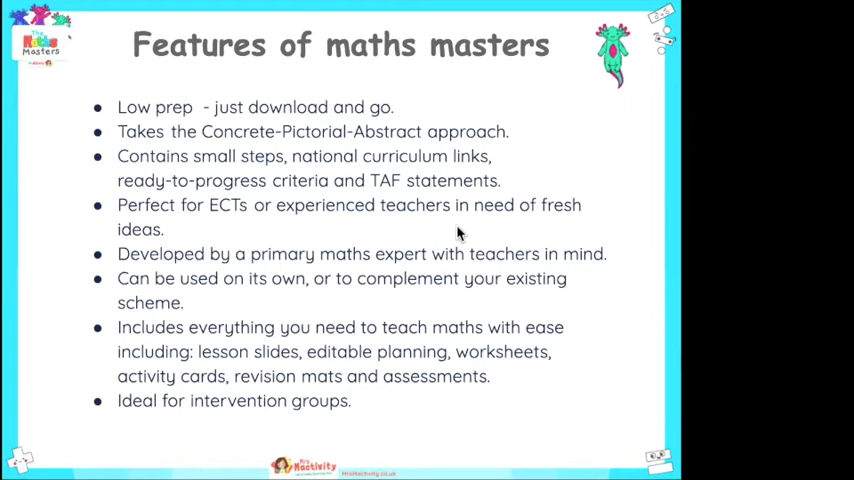 The
Maths
Masters
Features of maths masters
● Low prep - just download and go.
● Takes the Concrete-Pictorial-Abstract approach.
● Contains small steps, national curriculum links,
ready-to-progress criteria and TAF statements.
● Perfect for ECTs or experienced teachers in need of fresh
ideas.
● Developed by a primary maths expert with teachers in mind.
● Can be used on its own, or to complement your existing
scheme.
● Includes everything you need to teach maths with ease
including: lesson slides, editable planning, worksheets,
activity cards, revision mats and assessments.
● Ideal for intervention groups.
Mrs
Mactivity
MrsMactivity.co.uk